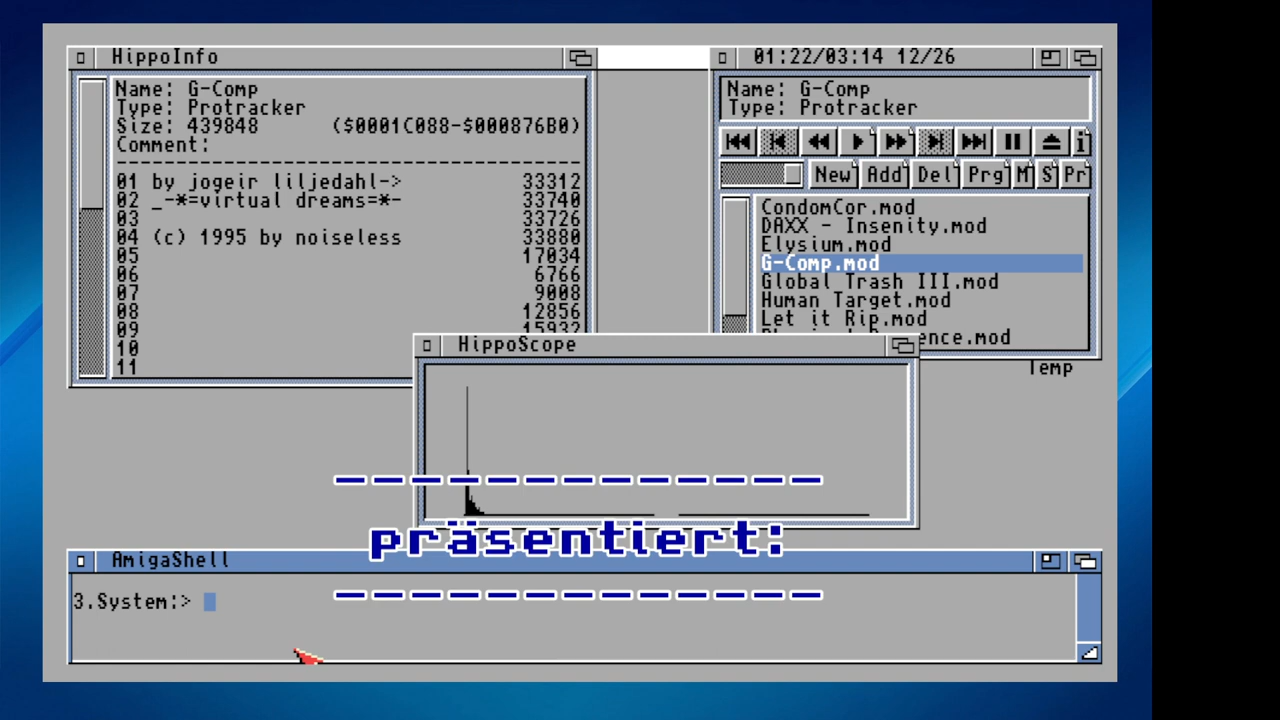 HippoInfo
Name: G-Comp
Type: Protracker
Size: 439848 ($0001C088-$000876B0)
Comment:
----------------------------------------------------
01 by jogeir liljedahl-> 33312
02 _-*=virtual dreams=*- 33740
03 33726
04 (c) 1995 by noiseless 33880
05 17034
06 6766
07 9008
08 12856
09 15932
10
11
01:22/03:14 12/26
Name: G-Comp
Type: Protracker
i
New Add Del Prg M S Pr
CondomCor.mod
DAXX - Insenity.mod
Elysium.mod
G-Comp.mod
Global Trash III.mod
Human Target.mod
Let it Rip.mod
ence.mod
Temp
HippoScope
--------------
präsentiert:
--------------
AmigaShell
3.System:>